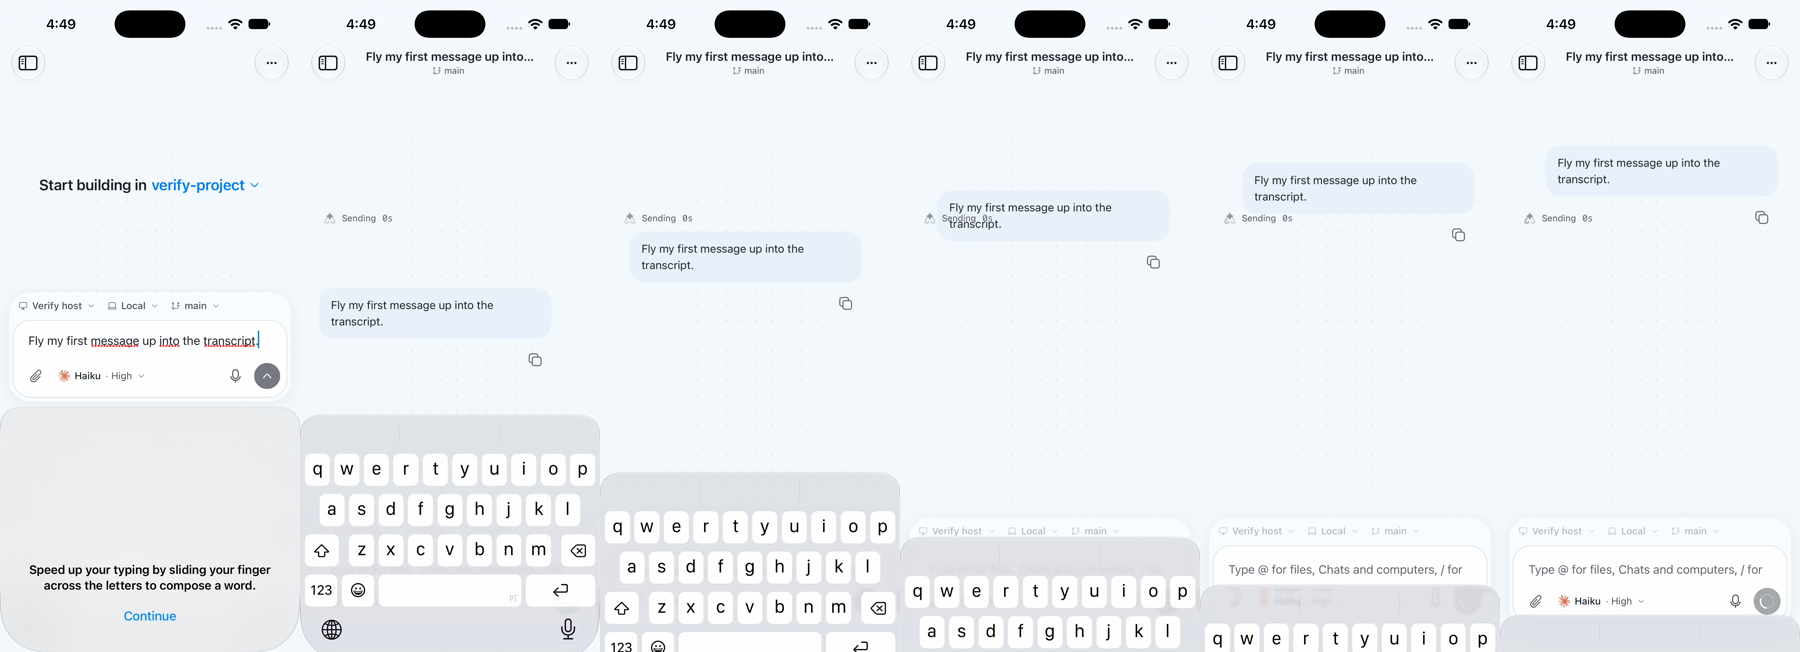 4:49
Start building in verify-project
Verify host Local main
Fly my first message up into the transcript.
Haiku · High
Speed up your typing by sliding your finger
across the letters to compose a word.
Continue
4:49
Fly my first message up into...
main
Sending 0s
Fly my first message up into the
transcript.
q w e r t y u i o p
a s d f g h j k l
z x c v b n m
123
PT
4:49
Fly my first message up into...
main
Sending 0s
Fly my first message up into the
transcript.
q w e r t y u i o p
a s d f g h j k l
z x c v b n m
123
4:49
Fly my first message up into...
main
Fly my first message up into the
Sending 0s
transcript.
Verify host Local main
q w e r t y u i o p
a s d f g h j k l
4:49
Fly my first message up into...
main
Fly my first message up into the
transcript.
Sending 0s
Verify host Local main
Type @ for files, Chats and computers, / for
q w e r t y u i o p
4:49
Fly my first message up into...
main
Fly my first message up into the
transcript.
Sending 0s
Verify host Local main
Type @ for files, Chats and computers, / for
Haiku · High